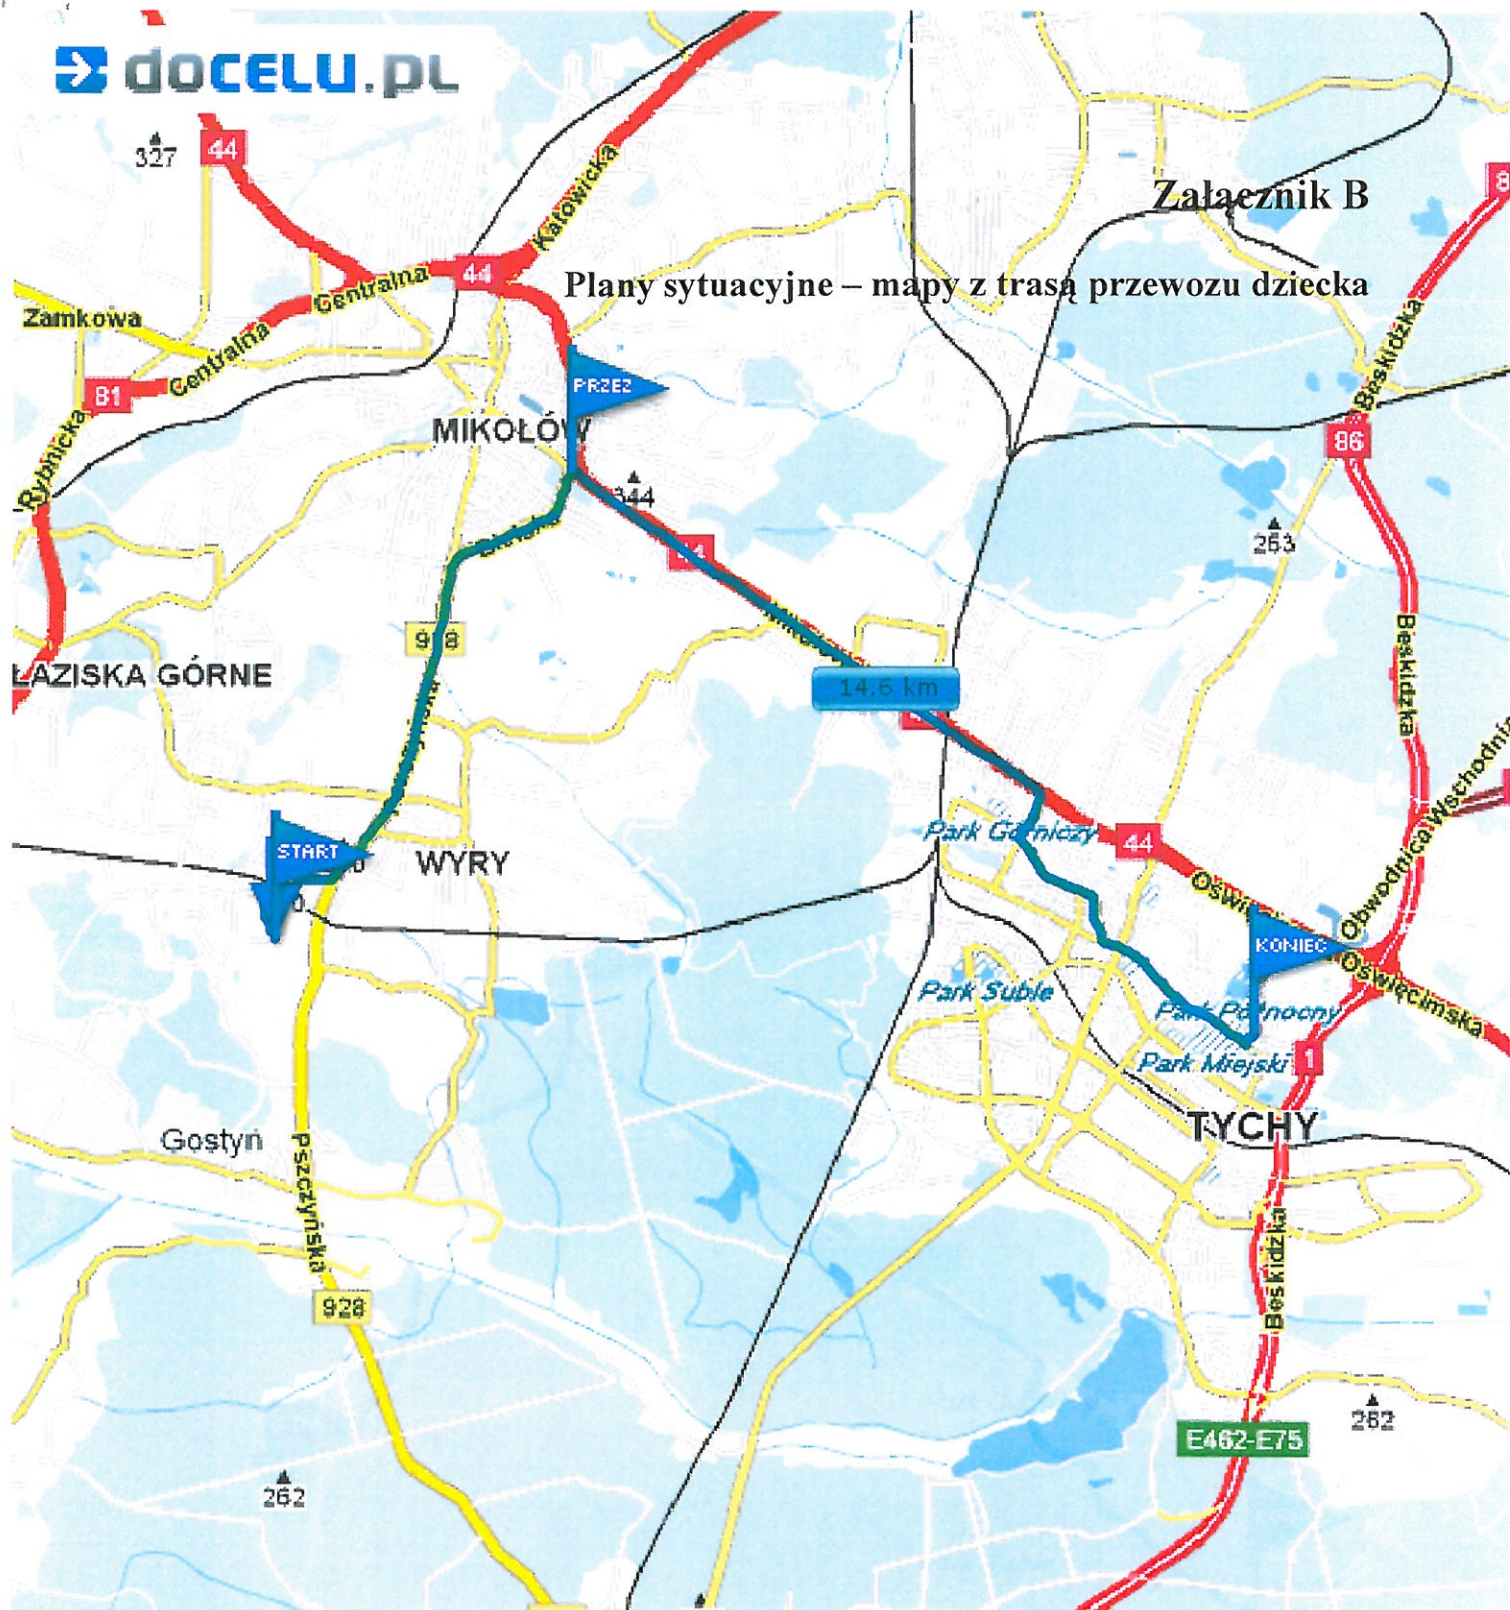 doCELU.PL
327
44
Katowicka
Załącznik B
Centralna
44
Plany sytuacyjne – mapy z trasą przewozu dziecka
Zamkowa
Centralna
Beskidzka
81
PRZEZ
MIKOŁÓW
86
Rybnicka
344
263
928
ŁAZISKA GÓRNE
Beskidzka
14.6 km
Obwodnica Wschodnia
Park Górniczy
44
START
WYRY
KONIEC
Oświęcimska
Park Suble
Park Północny
Park Miejski
1
TYCHY
Gostyń
Pszczyńska
Beskidzka
928
262
E462-E75
262